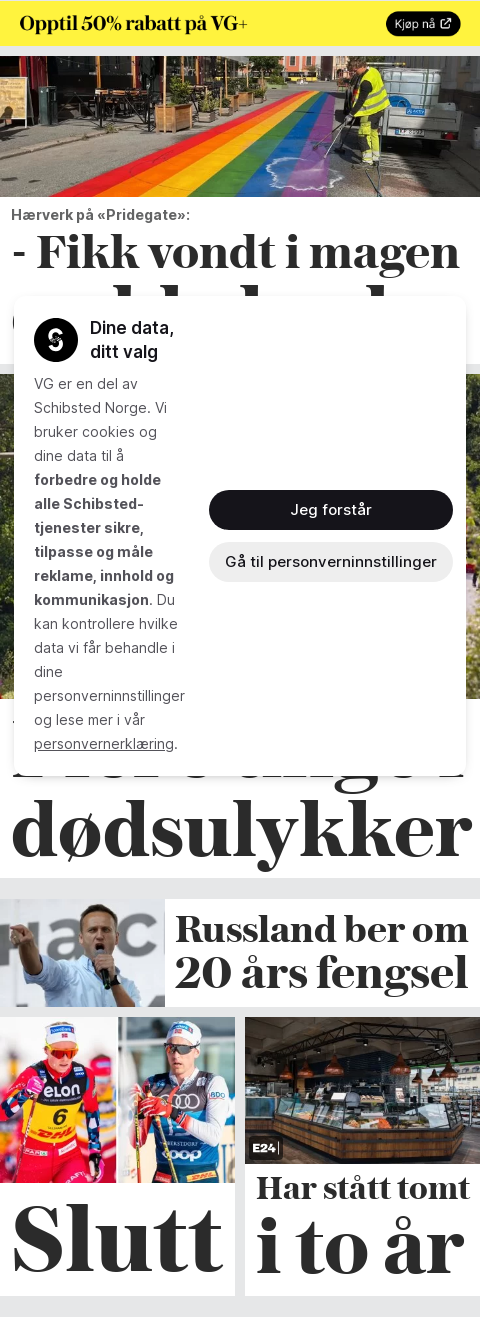 Opptil 50% rabatt på VG+
Kjøp nå
Hærverk på «Pridegate»:
- Fikk vondt i magen
Dine data,
ditt valg
VG er en del av
Schibsted Norge. Vi
bruker cookies og
dine data til å
forbedre og holde
alle Schibsted-
tjenester sikre,
tilpasse og måle
reklame, innhold og
kommunikasjon. Du
kan kontrollere hvilke
data vi får behandle i
dine
personverninnstillinger
og lese mer i vår
personvernerklæring.
Jeg forstår
Gå til personverninnstillinger
dødsulykker
Russland ber om
20 års fengsel
elon
6
DHL
coop
Slutt
E24
Har stått tomt
i to år